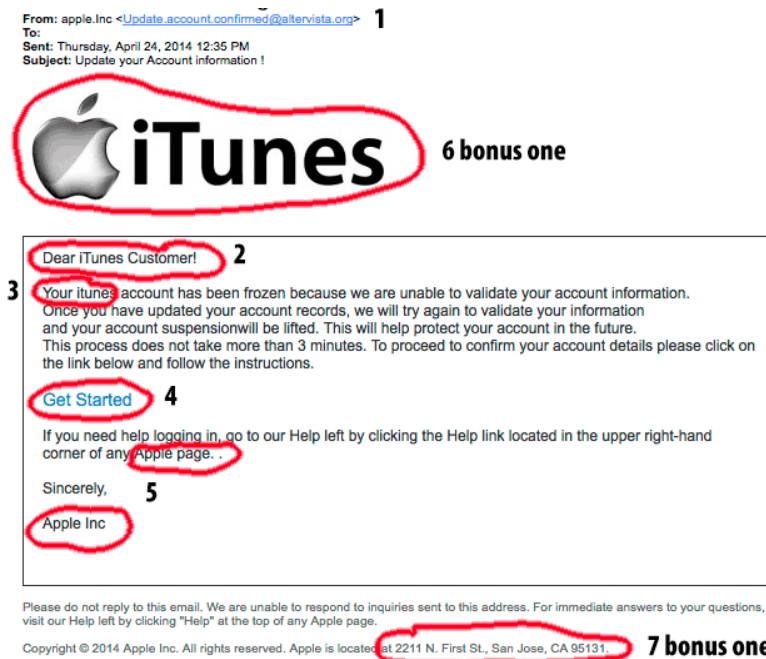 From: apple.Inc <Update.account.confirmed@altervista.org> 1
To:
Sent: Thursday, April 24, 2014 12:35 PM
Subject: Update your Account information !
iTunes 6 bonus one
Dear iTunes Customer! 2
3 Your itunes account has been frozen because we are unable to validate your account information.
Once you have updated your account records, we will try again to validate your information
and your account suspensionwill be lifted. This will help protect your account in the future.
This process does not take more than 3 minutes. To proceed to confirm your account details please click on
the link below and follow the instructions.
Get Started 4
If you need help logging in, go to our Help left by clicking the Help link located in the upper right-hand
corner of any Apple page. .
Sincerely, 5
Apple Inc
Please do not reply to this email. We are unable to respond to inquiries sent to this address. For immediate answers to your questions,
visit our Help left by clicking "Help" at the top of any Apple page.
Copyright © 2014 Apple Inc. All rights reserved. Apple is located at 2211 N. First St., San Jose, CA 95131. 7 bonus one